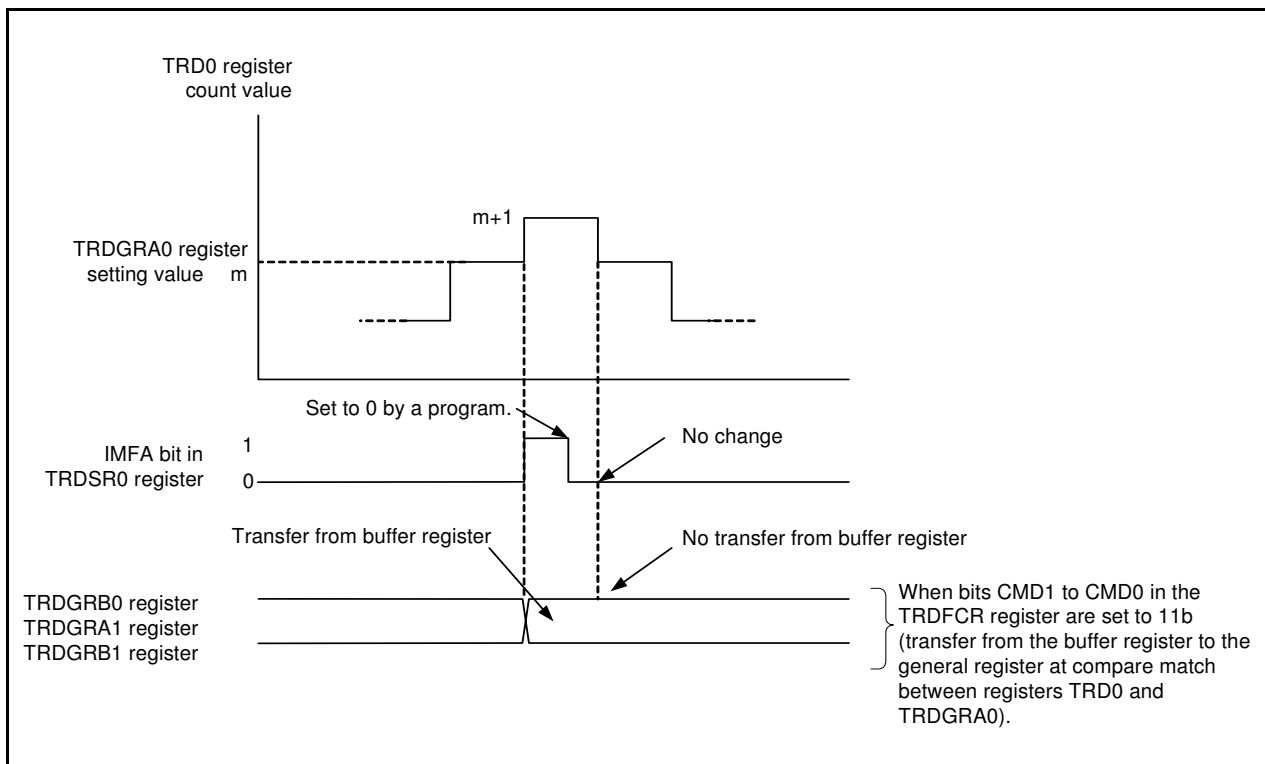 TRD0 register
count value
m+1
TRDGRA0 register
setting value m
Set to 0 by a program.
No change
IMFA bit in
TRDSR0 register
1
0
Transfer from buffer register
No transfer from buffer register
TRDGRB0 register
TRDGRA1 register
TRDGRB1 register
When bits CMD1 to CMD0 in the
TRDFCR register are set to 11b
(transfer from the buffer register to the
general register at compare match
between registers TRD0 and
TRDGRA0).